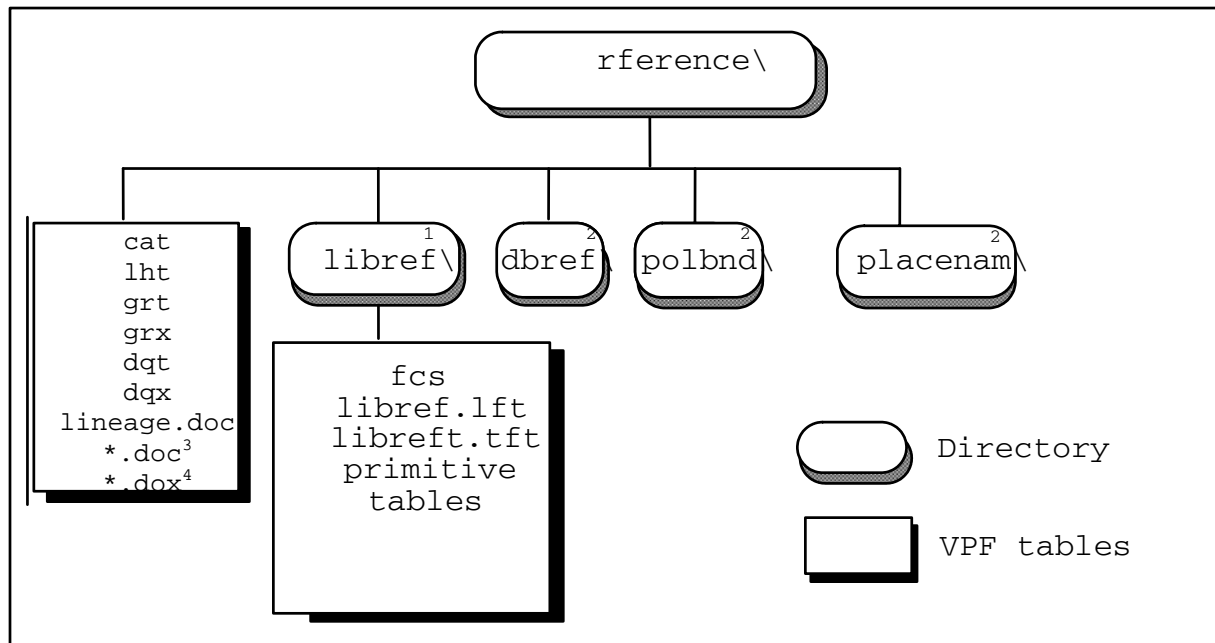 rference\
cat
lht
grt
grx
dqt
dqx
lineage.doc
*.doc3
*.dox4
libref\1
dbref\2
polbnd\2
placenam\2
fcs
libref.lft
libreft.tft
primitive
tables
Directory
VPF tables